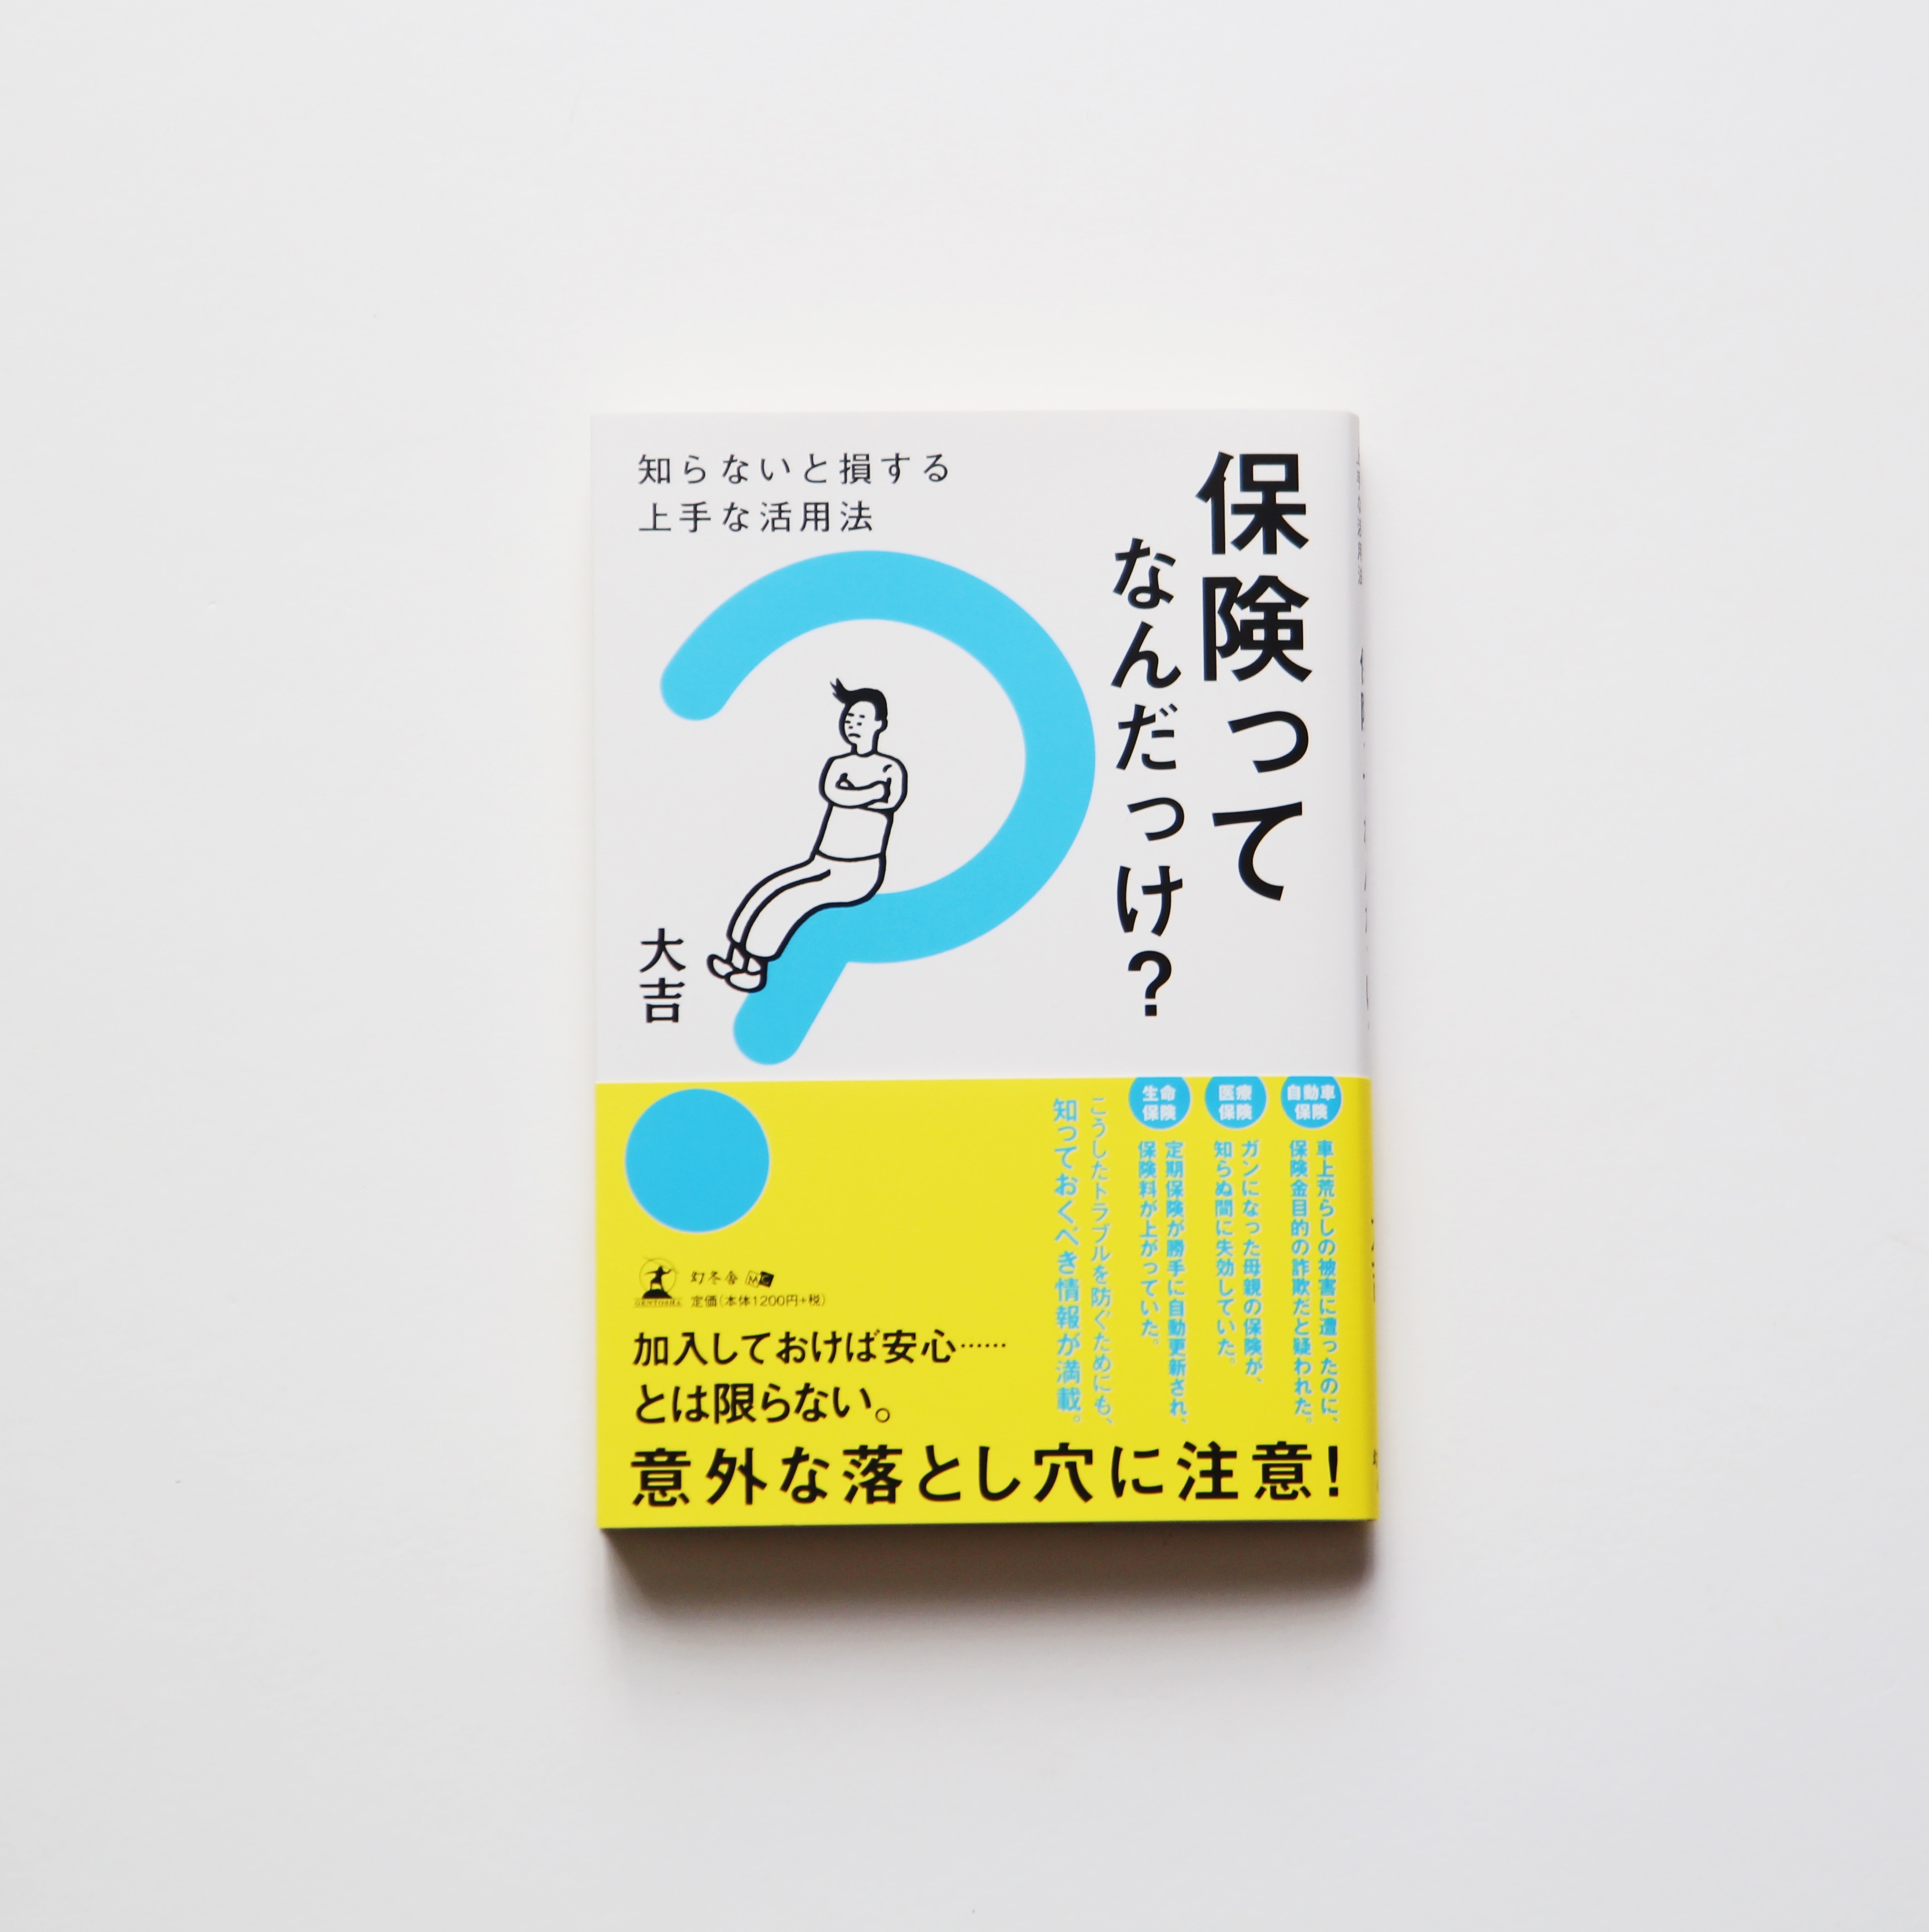 保険って
なんだっけ？
知らないと損する
上手な活用法
大吉
自動車
保険
車上荒らしの被害に遭ったのに、
保険金目的の詐欺だと疑われた。
医療
保険
ガンになった母親の保険が、
知らぬ間に失効していた。
生命
保険
定期保険が勝手に自動更新され、
保険料が上がっていた。
こうしたトラブルを防ぐためにも、
知っておくべき情報が満載。
GENTOSHA
幻冬舎 MC
定価(本体1200円+税)
加入しておけば安心……
とは限らない。
意外な落とし穴に注意！